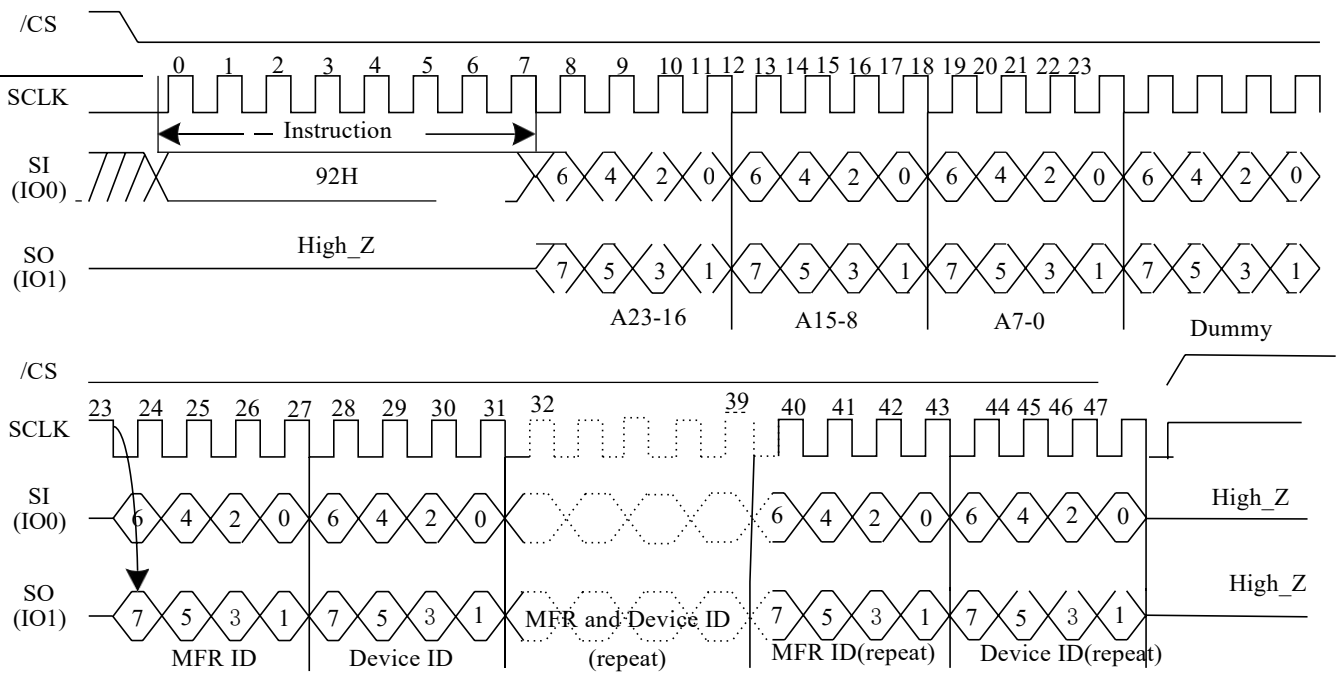 /CS
0 1 2 3 4 5 6 7 8 9 10 11 12 13 14 15 16 17 18 19 20 21 22 23
SCLK
Instruction
SI
(IO0)
92H 6 4 2 0 6 4 2 0 6 4 2 0 6 4 2 0
High_Z
SO
(IO1)
7 5 3 1 7 5 3 1 7 5 3 1 7 5 3 1
A23-16 A15-8 A7-0 Dummy
/CS
23 24 25 26 27 28 29 30 31 32 39 40 41 42 43 44 45 46 47
SCLK
SI
(IO0)
6 4 2 0 6 4 2 0 6 4 2 0 6 4 2 0 High_Z
SO
(IO1)
High_Z
7 5 3 1 7 5 3 1 MFR and Device ID 7 5 3 1 7 5 3 1
MFR ID Device ID (repeat) MFR ID(repeat) Device ID(repeat)